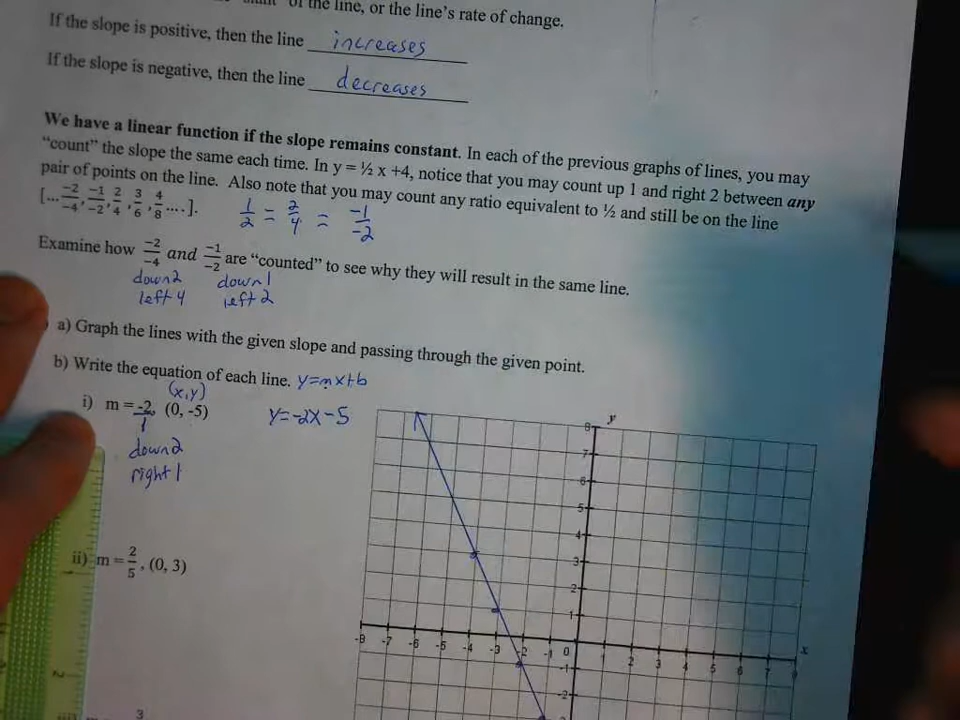 of the line, or the line's rate of change.
If the slope is positive, then the line increases
If the slope is negative, then the line decreases
We have a linear function if the slope remains constant. In each of the previous graphs of lines, you may
"count" the slope the same each time. In y = ½ x +4, notice that you may count up 1 and right 2 between any
pair of points on the line. Also note that you may count any ratio equivalent to ½ and still be on the line
[... -2/-4, -1/-2, 2/4, 3/6, 4/8 ....]. 1/2 = 2/4 = -1/-2
Examine how -2/-4 and -1/-2 are "counted" to see why they will result in the same line.
down 2 down 1
left 4 left 2
a) Graph the lines with the given slope and passing through the given point.
b) Write the equation of each line. y=mx+b
(x,y)
i) m = -2, (0, -5) y=-2x-5
1
down 2
right 1
ii) m = 2/5, (0, 3)
y
8
7
6
5
4
3
2
1
-8 -7 -6 -5 -4 -3 -2 -1 0 1 2 3 4 5 6 7 x
-1
-2
2
3